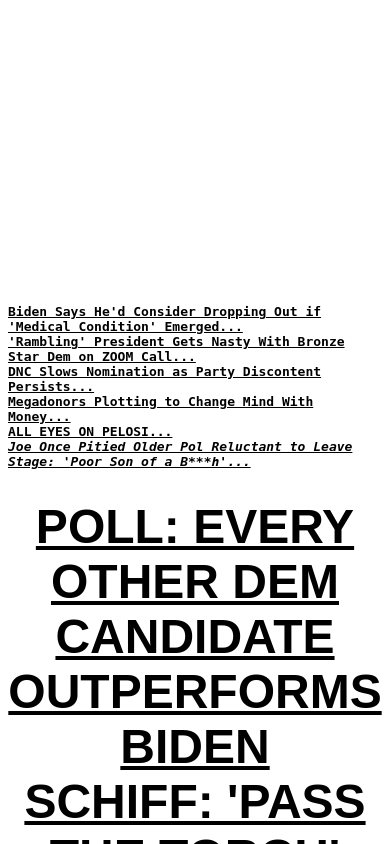 Biden Says He'd Consider Dropping Out if
'Medical Condition' Emerged...
'Rambling' President Gets Nasty With Bronze
Star Dem on ZOOM Call...
DNC Slows Nomination as Party Discontent
Persists...
Megadonors Plotting to Change Mind With
Money...
ALL EYES ON PELOSI...
Joe Once Pitied Older Pol Reluctant to Leave
Stage: 'Poor Son of a B***h'...
POLL: EVERY
OTHER DEM
CANDIDATE
OUTPERFORMS
BIDEN
SCHIFF: 'PASS
THE TORCH'